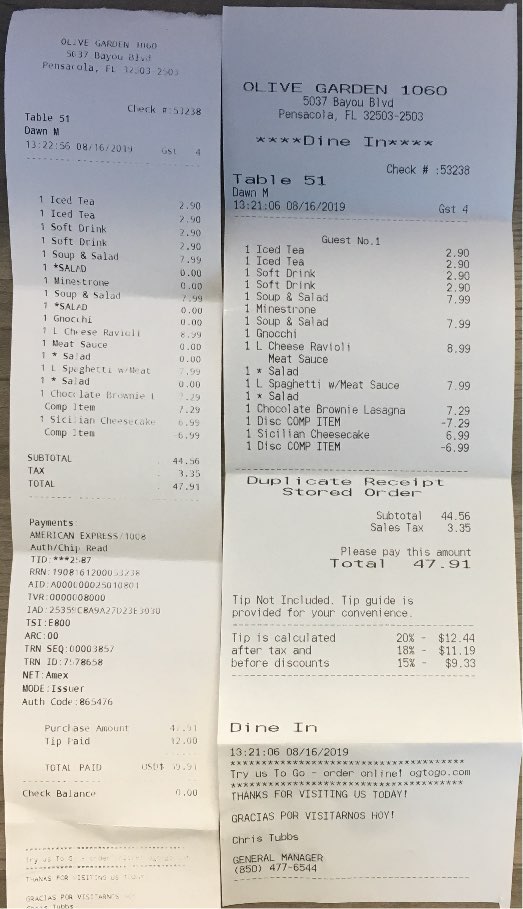 OLIVE GARDEN 1060
5037 Bayou Blvd
Pensacola, FL 32503-2503
Check #:53238
Table 51
Dawn M
13:22:56 08/16/2019 Gst 4
1 Iced Tea 2.90
1 Iced Tea 2.90
1 Soft Drink 2.90
1 Soft Drink 2.90
1 Soup & Salad 7.99
1 *SALAD 0.00
1 Minestrone 0.00
1 Soup & Salad 7.99
1 *SALAD 0.00
1 Gnocchi 0.00
1 L Cheese Ravioli 8.99
1 Meat Sauce 0.00
1 * Salad 0.00
1 L Spaghetti w/Meat 7.99
1 * Salad 0.00
1 Chocolate Brownie L 7.29
Comp Item -7.29
1 Sicilian Cheesecake 6.99
Comp Item -6.99
SUBTOTAL 44.56
TAX 3.35
TOTAL 47.91
Payments
AMERICAN EXPRESS/1008
Auth/Chip Read
TID:***2587
RRN:1908161200053238
AID:A000000025010801
TVR:0000008000
TSI:E800
ARC:00
TRN SEQ:00003857
TRN ID:7578658
NET:Amex
MODE:Issuer
Auth Code:865476
Purchase Amount 47.91
Tip Paid 12.00
TOTAL PAID USD$ 59.91
Check Balance 0.00
THANKS FOR VISITING US TODAY!
GRACIAS POR VISITARNOS
Chris Tubbs
OLIVE GARDEN 1060
5037 Bayou Blvd
Pensacola, FL 32503-2503
****Dine In****
Check # :53238
Table 51
Dawn M
13:21:06 08/16/2019 Gst 4
Guest No.1
1 Iced Tea 2.90
1 Iced Tea 2.90
1 Soft Drink 2.90
1 Soft Drink 2.90
1 Soup & Salad 7.99
1 Minestrone
1 Soup & Salad 7.99
1 Gnocchi
1 L Cheese Ravioli 8.99
Meat Sauce
1 * Salad
1 L Spaghetti w/Meat Sauce 7.99
1 * Salad
1 Chocolate Brownie Lasagna 7.29
1 Disc COMP ITEM -7.29
1 Sicilian Cheesecake 6.99
1 Disc COMP ITEM -6.99
Duplicate Receipt
Stored Order
Subtotal 44.56
Sales Tax 3.35
Please pay this amount
Total 47.91
Tip Not Included. Tip guide is
provided for your convenience.
Tip is calculated 20% - $12.44
after tax and 18% - $11.19
before discounts 15% - $9.33
Dine In
13:21:06 08/16/2019
****************************************
Try us To Go - order online! ogtogo.com
****************************************
THANKS FOR VISITING US TODAY!
GRACIAS POR VISITARNOS HOY!
Chris Tubbs
GENERAL MANAGER
(850) 477-6544